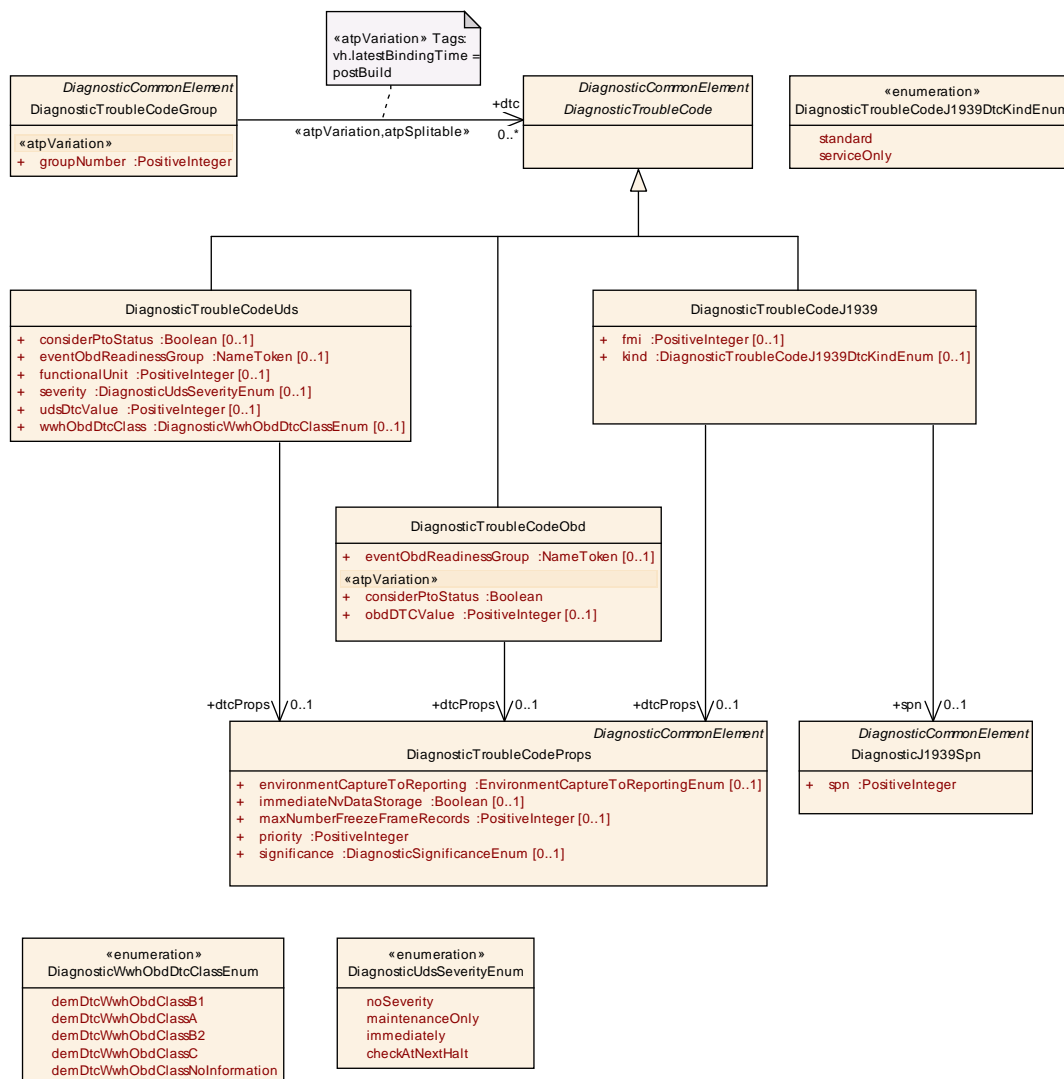 «atpVariation» Tags:
vh.latestBindingTime =
postBuild
DiagnosticCommonElement
DiagnosticTroubleCodeGroup
«atpVariation»
+ groupNumber :PositiveInteger
+dtc
«atpVariation,atpSplitable»
0..*
DiagnosticCommonElement
DiagnosticTroubleCode
«enumeration»
DiagnosticTroubleCodeJ1939DtcKindEnum
standard
serviceOnly
DiagnosticTroubleCodeUds
+ considerPtoStatus :Boolean [0..1]
+ eventObdReadinessGroup :NameToken [0..1]
+ functionalUnit :PositiveInteger [0..1]
+ severity :DiagnosticUdsSeverityEnum [0..1]
+ udsDtcValue :PositiveInteger [0..1]
+ wwhObdDtcClass :DiagnosticWwhObdDtcClassEnum [0..1]
DiagnosticTroubleCodeJ1939
+ fmi :PositiveInteger [0..1]
+ kind :DiagnosticTroubleCodeJ1939DtcKindEnum [0..1]
DiagnosticTroubleCodeObd
+ eventObdReadinessGroup :NameToken [0..1]
«atpVariation»
+ considerPtoStatus :Boolean
+ obdDTCValue :PositiveInteger [0..1]
+dtcProps 0..1
+dtcProps 0..1
+dtcProps 0..1
+spn 0..1
DiagnosticCommonElement
DiagnosticTroubleCodeProps
+ environmentCaptureToReporting :EnvironmentCaptureToReportingEnum [0..1]
+ immediateNvDataStorage :Boolean [0..1]
+ maxNumberFreezeFrameRecords :PositiveInteger [0..1]
+ priority :PositiveInteger
+ significance :DiagnosticSignificanceEnum [0..1]
DiagnosticCommonElement
DiagnosticJ1939Spn
+ spn :PositiveInteger
«enumeration»
DiagnosticWwhObdDtcClassEnum
demDtcWwhObdClassB1
demDtcWwhObdClassA
demDtcWwhObdClassB2
demDtcWwhObdClassC
demDtcWwhObdClassNoInformation
«enumeration»
DiagnosticUdsSeverityEnum
noSeverity
maintenanceOnly
immediately
checkAtNextHalt